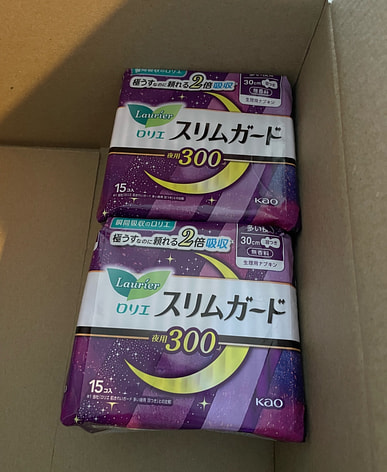 瞬間吸収のロリエ
極うすなのに頼れる2倍吸収
30cm 羽つき
無香料
生理用ナプキン
Laurier
ロリエ
スリムガード
夜用300
15コ入
Kao
瞬間吸収のロリエ
極うすなのに頼れる2倍吸収
多い夜
30cm 羽つき
無香料
生理用ナプキン
Laurier
ロリエ
スリムガード
夜用300
15コ入
Kao